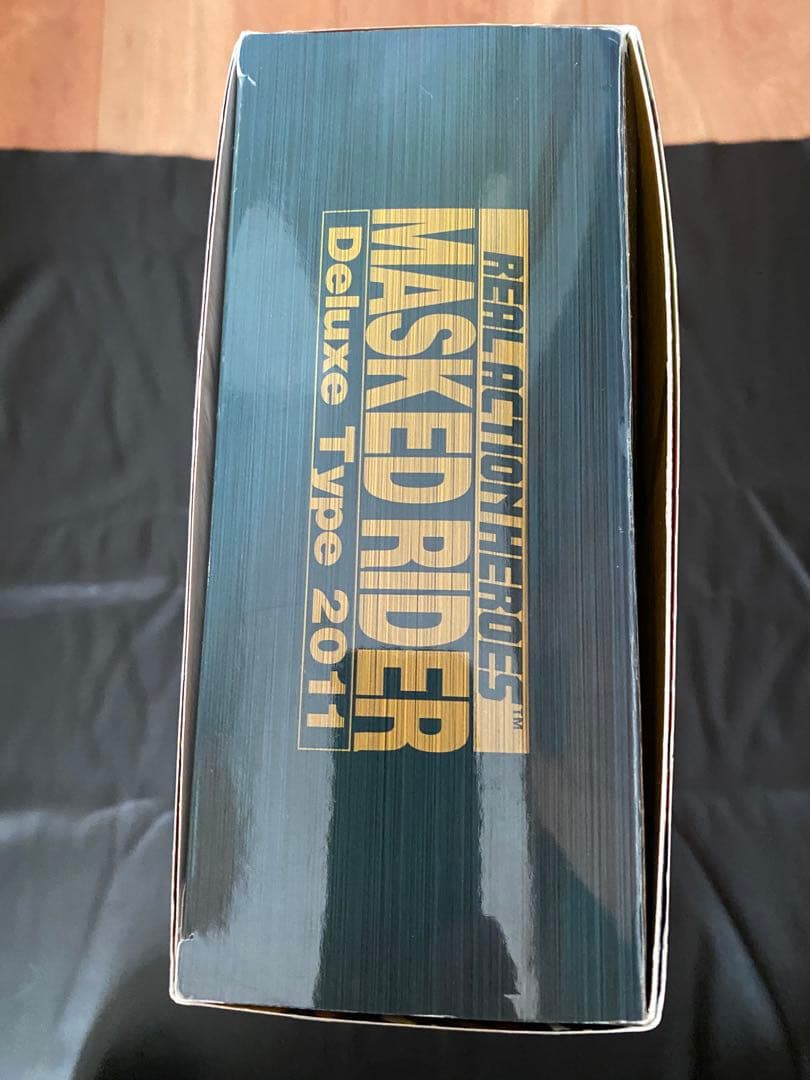 REAL ACTION HEROES™
MASKED RIDER
Deluxe Type 2011